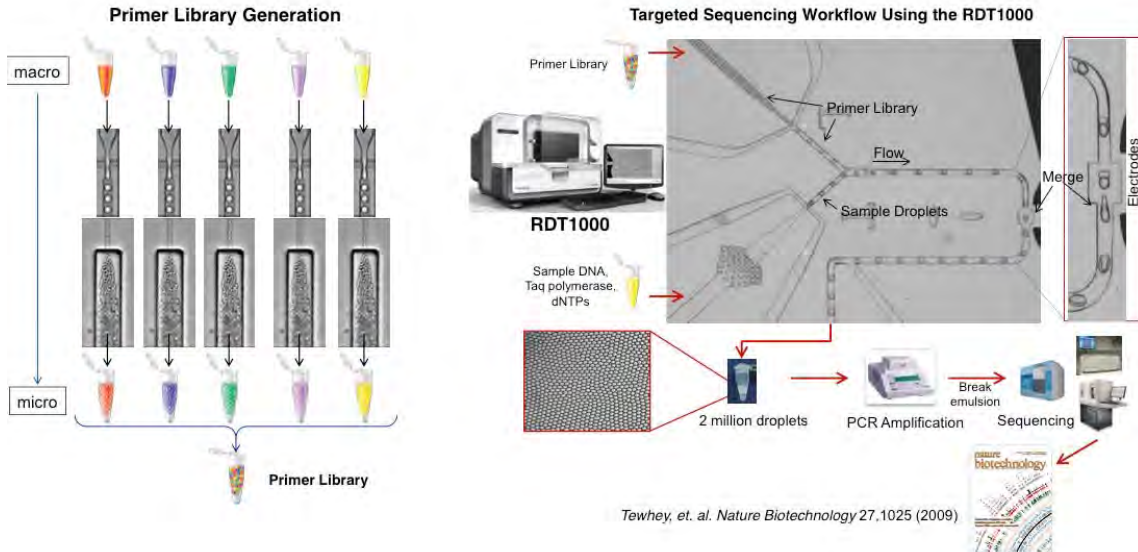 Primer Library Generation
macro
micro
Primer Library
Targeted Sequencing Workflow Using the RDT1000
Primer Library
Primer Library
Flow
Merge
Electrodes
Sample Droplets
RDT1000
Sample DNA,
Taq polymerase,
dNTPs
2 million droplets
PCR Amplification
Break
emulsion
Sequencing
nature
biotechnology
Tewhey, et. al. Nature Biotechnology 27,1025 (2009)